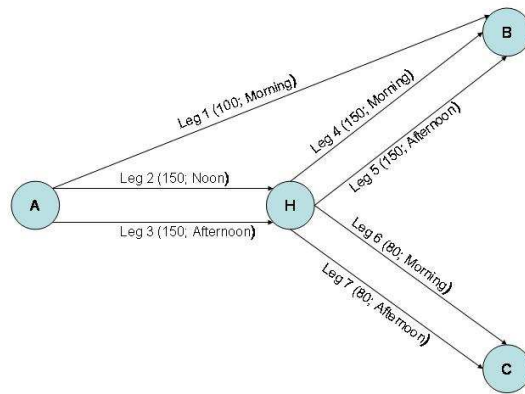 B
Leg 1 (100; Morning)
Leg 4 (150; Morning)
Leg 5 (150; Afternoon)
Leg 2 (150; Noon)
A
H
Leg 3 (150; Afternoon)
Leg 6 (80; Morning)
Leg 7 (80; Afternoon)
C